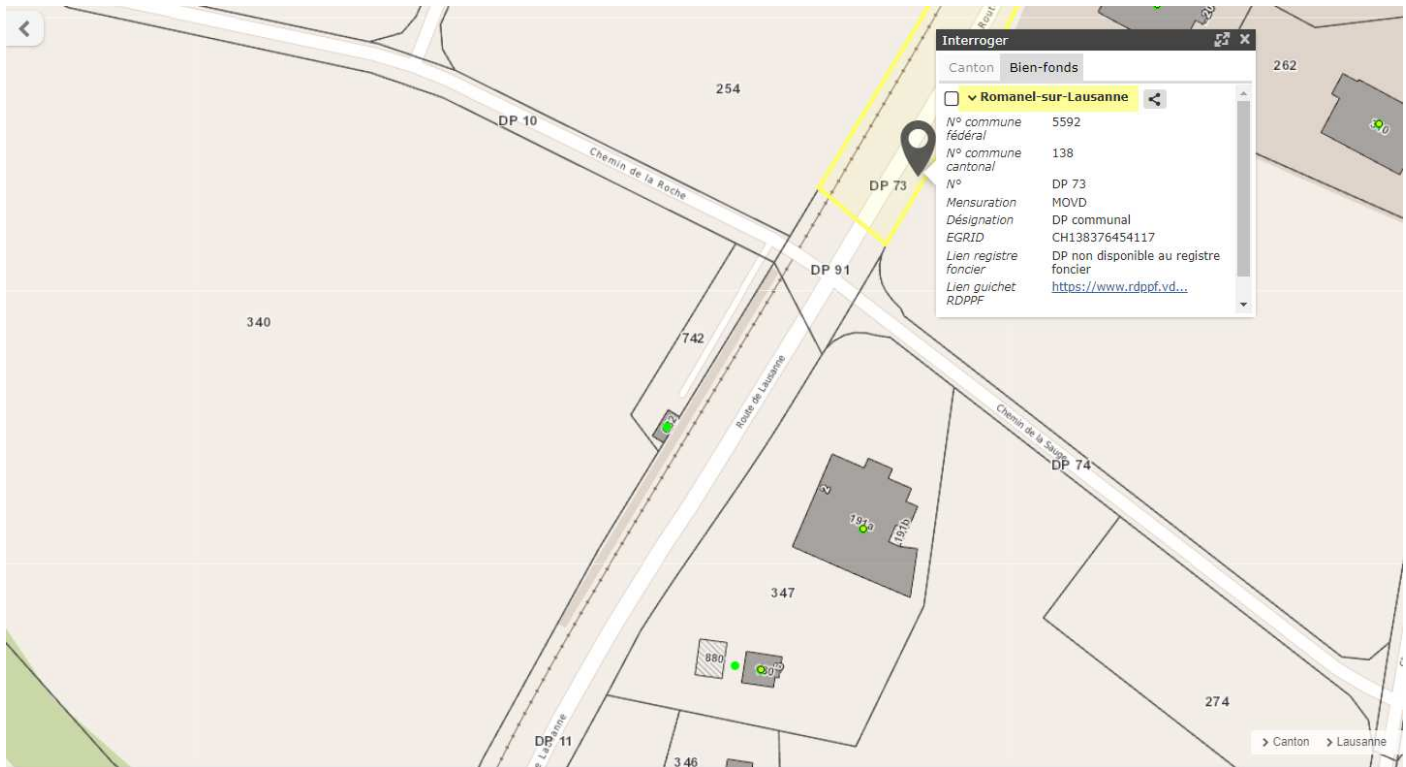 Route
20
Interroger
Canton Bien-fonds
262
Romanel-sur-Lausanne
254
N° commune fédéral 5592
DP 10
N° commune cantonal 138
Chemin de la Roche
DP 73
N° DP 73
Mensuration MOVD
Désignation DP communal
EGRID CH138376454117
Lien registre foncier DP non disponible au registre foncier
Lien guichet RDPPF https://www.rdppf.vd...
DP 91
340
742
Route de Lausanne
Chemin de la Sauge
DP 74
2
191a
191b
347
880
274
DP 11
346
Canton Lausanne